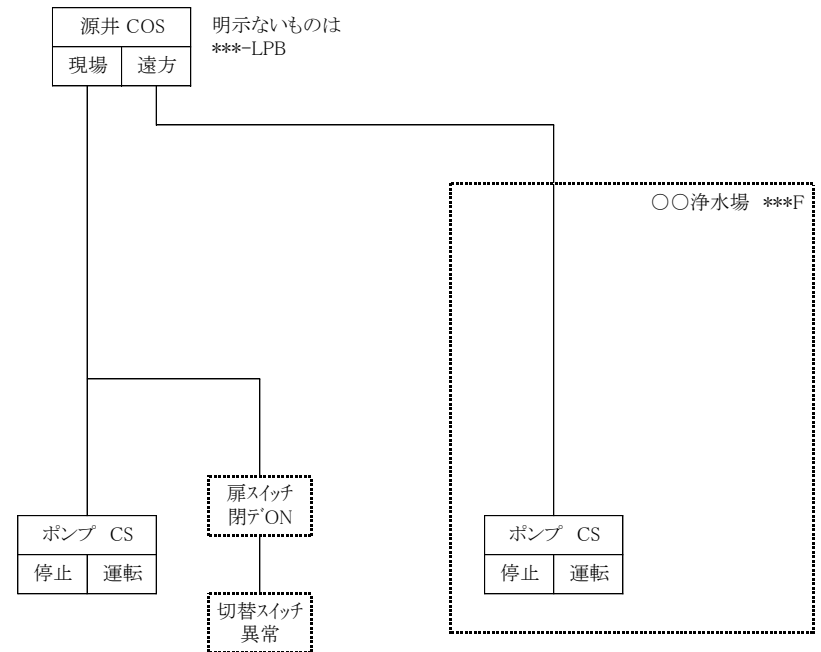 源井 COS
現場 遠方
明示ないものは
***-LPB
○○浄水場 ***F
扉スイッチ
閉デON
ポンプ CS
停止 運転
切替スイッチ
異常
ポンプ CS
停止 運転